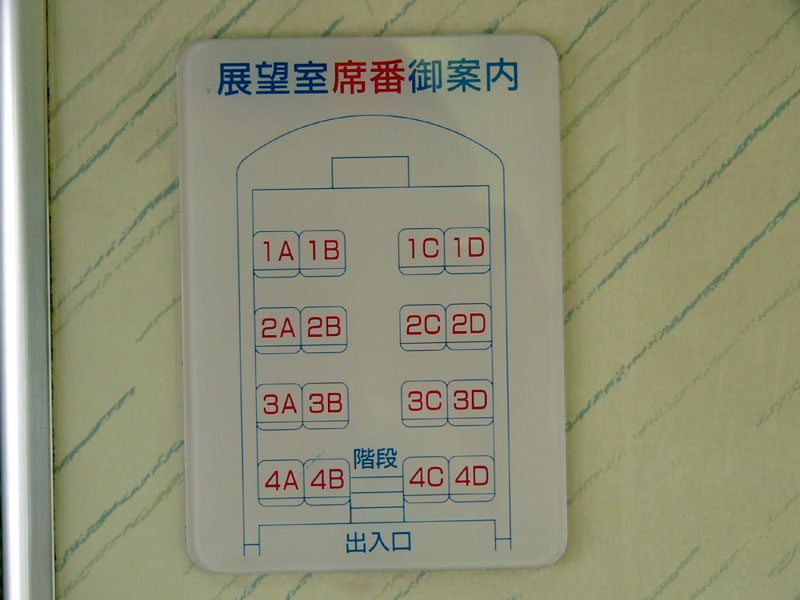 展望室席番御案内
1A 1B 1C 1D
2A 2B 2C 2D
3A 3B 3C 3D
階段
4A 4B 4C 4D
出入口